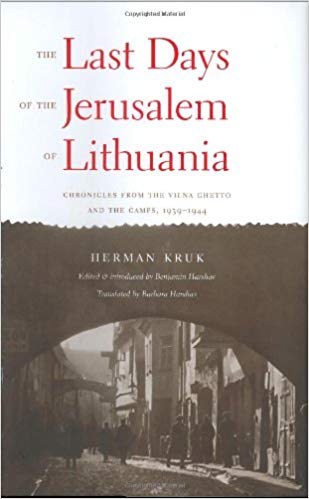 THE Last Days
OF THE Jerusalem
OF Lithuania
CHRONICLES FROM THE VILNA GHETTO
AND THE CAMPS, 1939–1944
HERMAN KRUK
Edited & introduced by Benjamin Harshav
Translated by Barbara Harshav